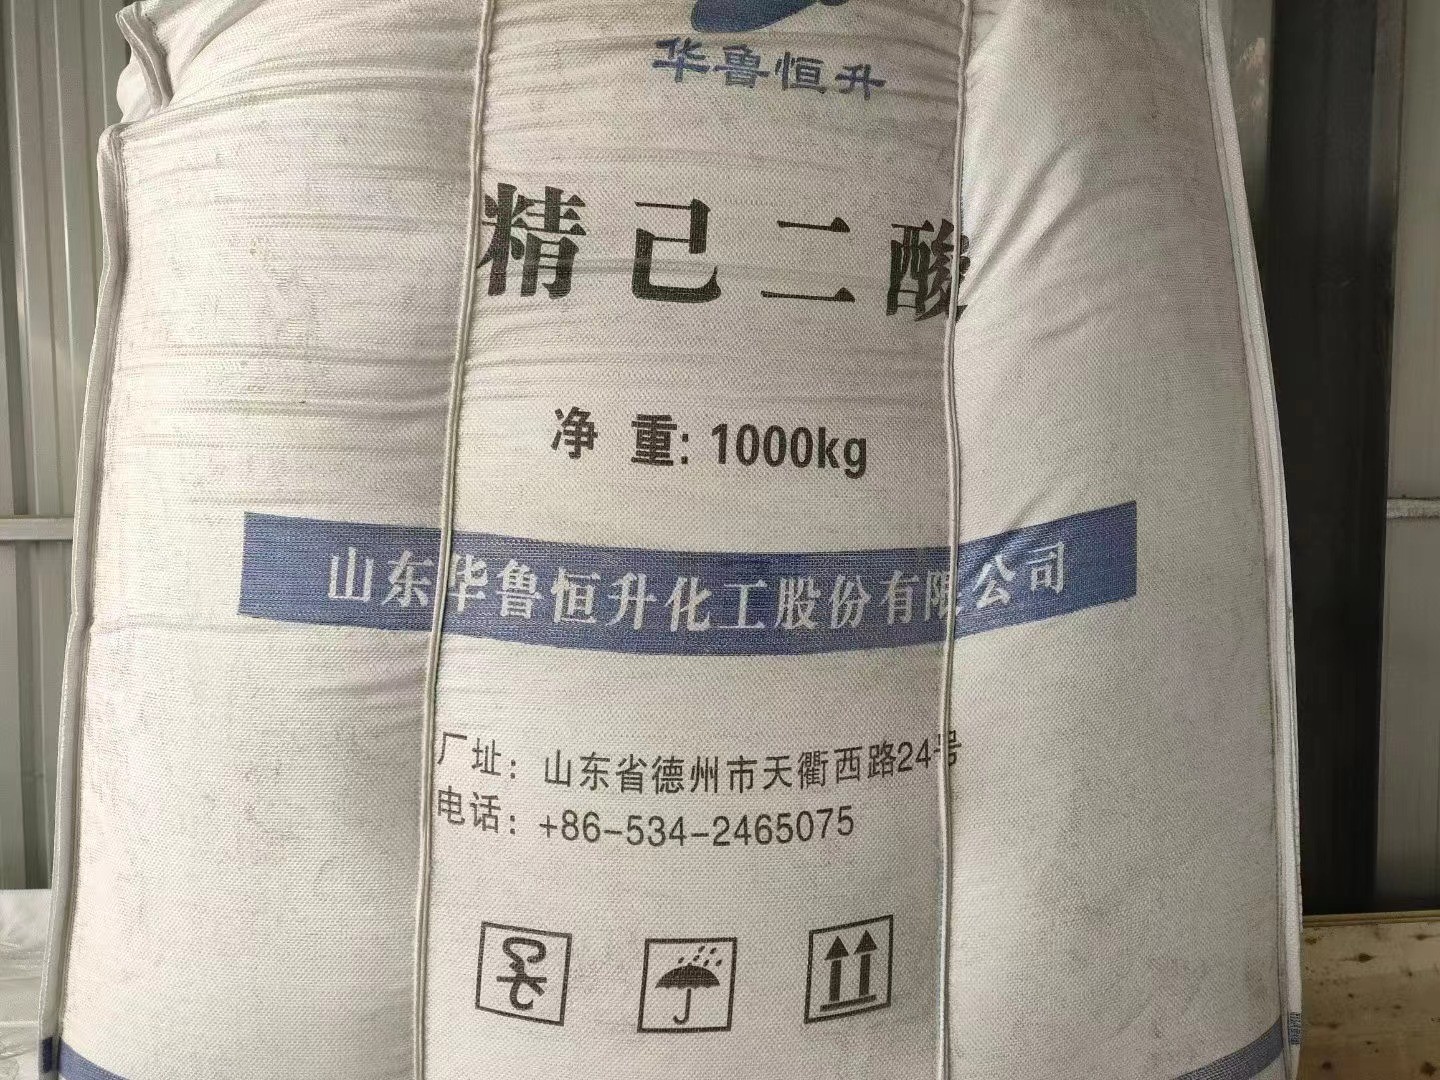 华鲁恒升
精己二酸
净 重: 1000kg
山东华鲁恒升化工股份有限公司
厂址：山东省德州市天衢西路24号
电话：+86-534-2465075